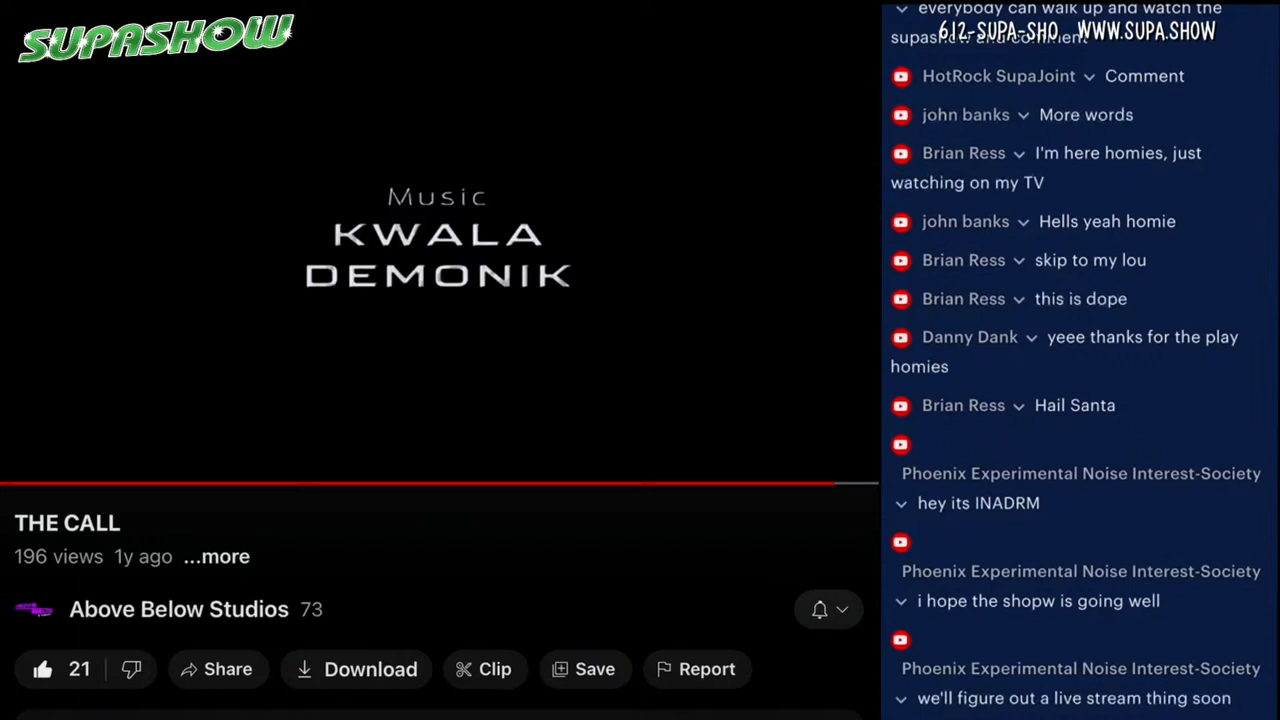 SUPASHOW
Music
KWALA
DEMONIK
THE CALL
196 views 1y ago ...more
Above Below Studios 73
21 Share Download Clip Save Report
everybody can walk up and watch the
supashow and comment
612-SUPA-SHO WWW.SUPA.SHOW
HotRock SupaJoint Comment
john banks More words
Brian Ress I'm here homies, just
watching on my TV
john banks Hells yeah homie
Brian Ress skip to my lou
Brian Ress this is dope
Danny Dank yeee thanks for the play
homies
Brian Ress Hail Santa
Phoenix Experimental Noise Interest-Society
hey its INADRM
Phoenix Experimental Noise Interest-Society
i hope the shopw is going well
Phoenix Experimental Noise Interest-Society
we'll figure out a live stream thing soon